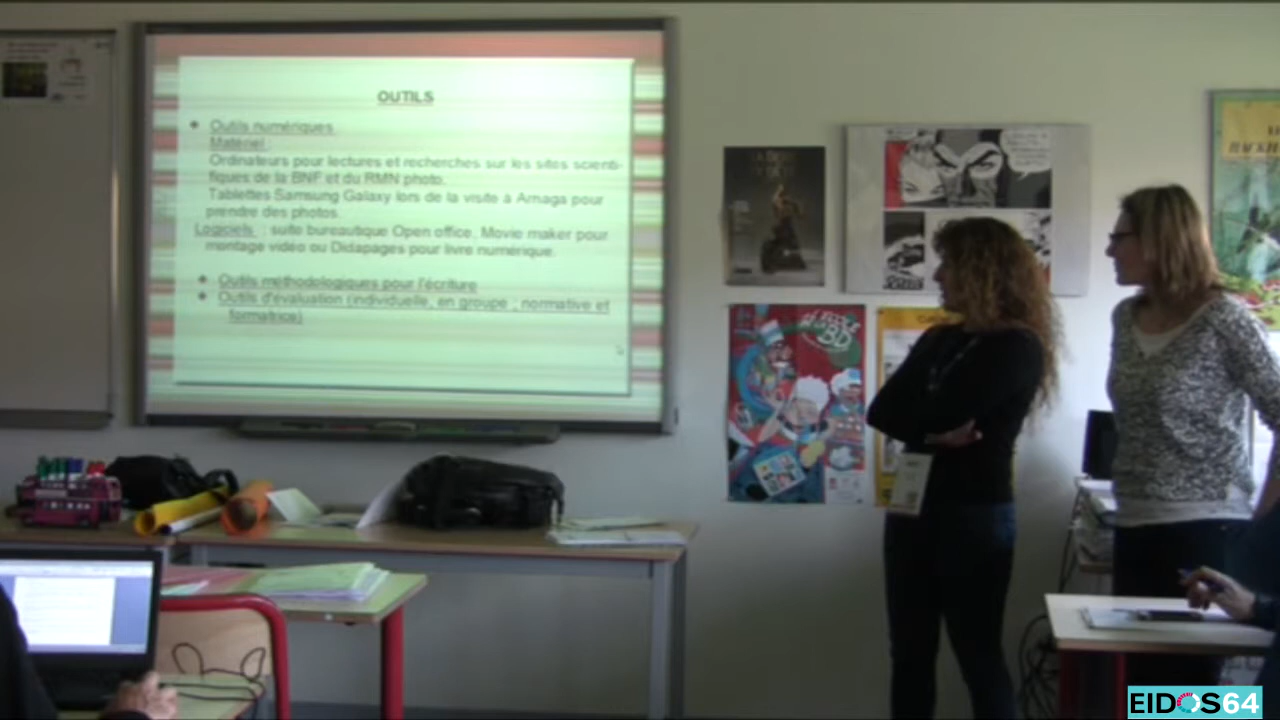 OUTILS
Outils numériques
Matériel :
Ordinateurs pour lectures et recherches sur les sites scienti-
fiques de la BNF et du RMN photo.
Tablettes Samsung Galaxy lors de la visite à Arnaga pour
prendre des photos.
Logiciels : suite bureautique Open office. Movie maker pour
montage vidéo ou Didapages pour livre numérique.
Outils méthodologiques pour l'écriture
Outils d'évaluation (individuelle, en groupe ; normative et
formatrice)
BD
EIDOS64